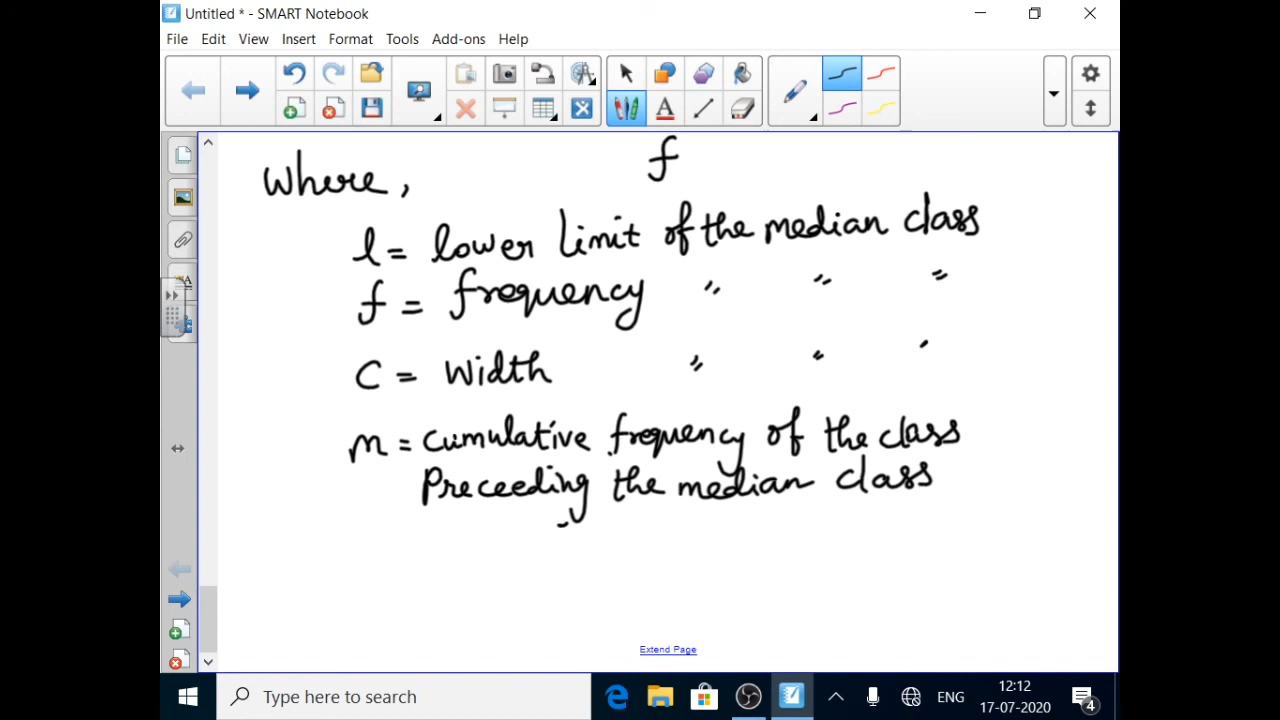 Untitled * - SMART Notebook
File Edit View Insert Format Tools Add-ons Help
f
Where,
l = lower limit of the median class
f = frequency " " "
C = Width " " "
m = Cumulative frequency of the class
Preceeding the median class
Extend Page
Type here to search
ENG
12:12
17-07-2020
4